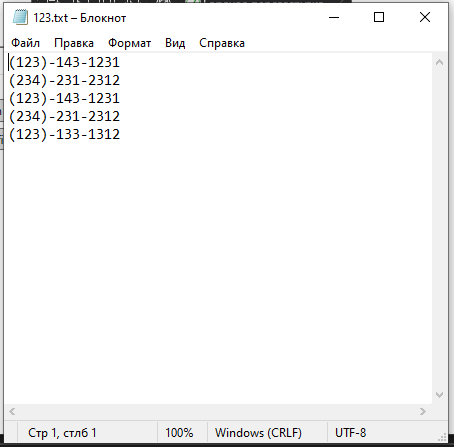 123.txt – Блокнот
Файл Правка Формат Вид Справка
(123)-143-1231
(234)-231-2312
(123)-143-1231
(234)-231-2312
(123)-133-1312
Стр 1, стлб 1 100% Windows (CRLF) UTF-8